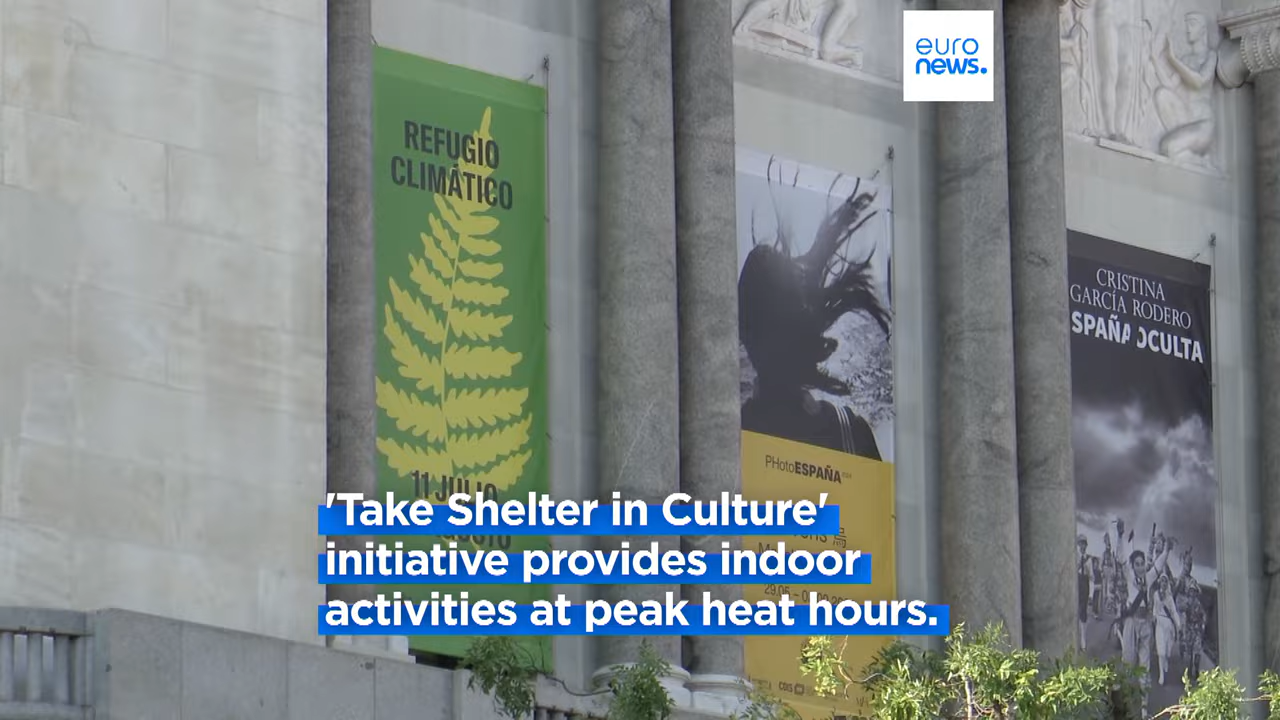 euro
news.
REFUGIO
CLIMÁTICO
11 JULIO
CRISTINA
GARCÍA RODERO
SPAÑA OCULTA
PHotoESPAÑA
'Take Shelter in Culture'
initiative provides indoor
activities at peak heat hours.